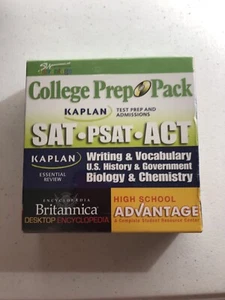 College Prep Pack
KAPLAN TEST PREP AND ADMISSIONS
SAT•PSAT•ACT
KAPLAN ESSENTIAL REVIEW
Writing & Vocabulary
U.S. History & Government
Biology & Chemistry
ENCYCLOPÆDIA
Britannica
DESKTOP ENCYCLOPEDIA
HIGH SCHOOL
ADVANTAGE
A Complete Student Resource Center